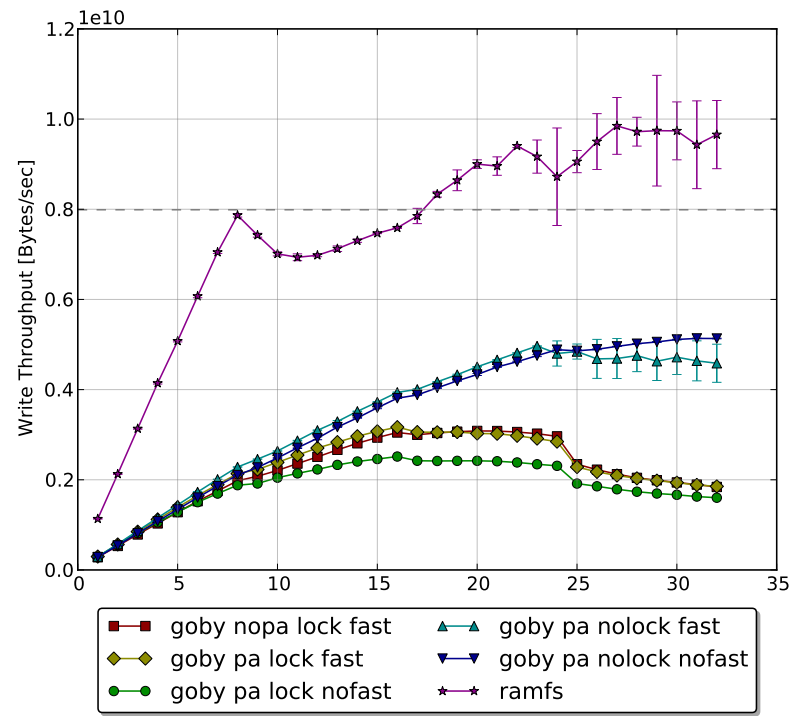 1e10
1.2
1.0
0.8
0.6
0.4
0.2
0.0
Write Throughput [Bytes/sec]
0 5 10 15 20 25 30 35
goby nopa lock fast
goby pa lock fast
goby pa lock nofast
goby pa nolock fast
goby pa nolock nofast
ramfs